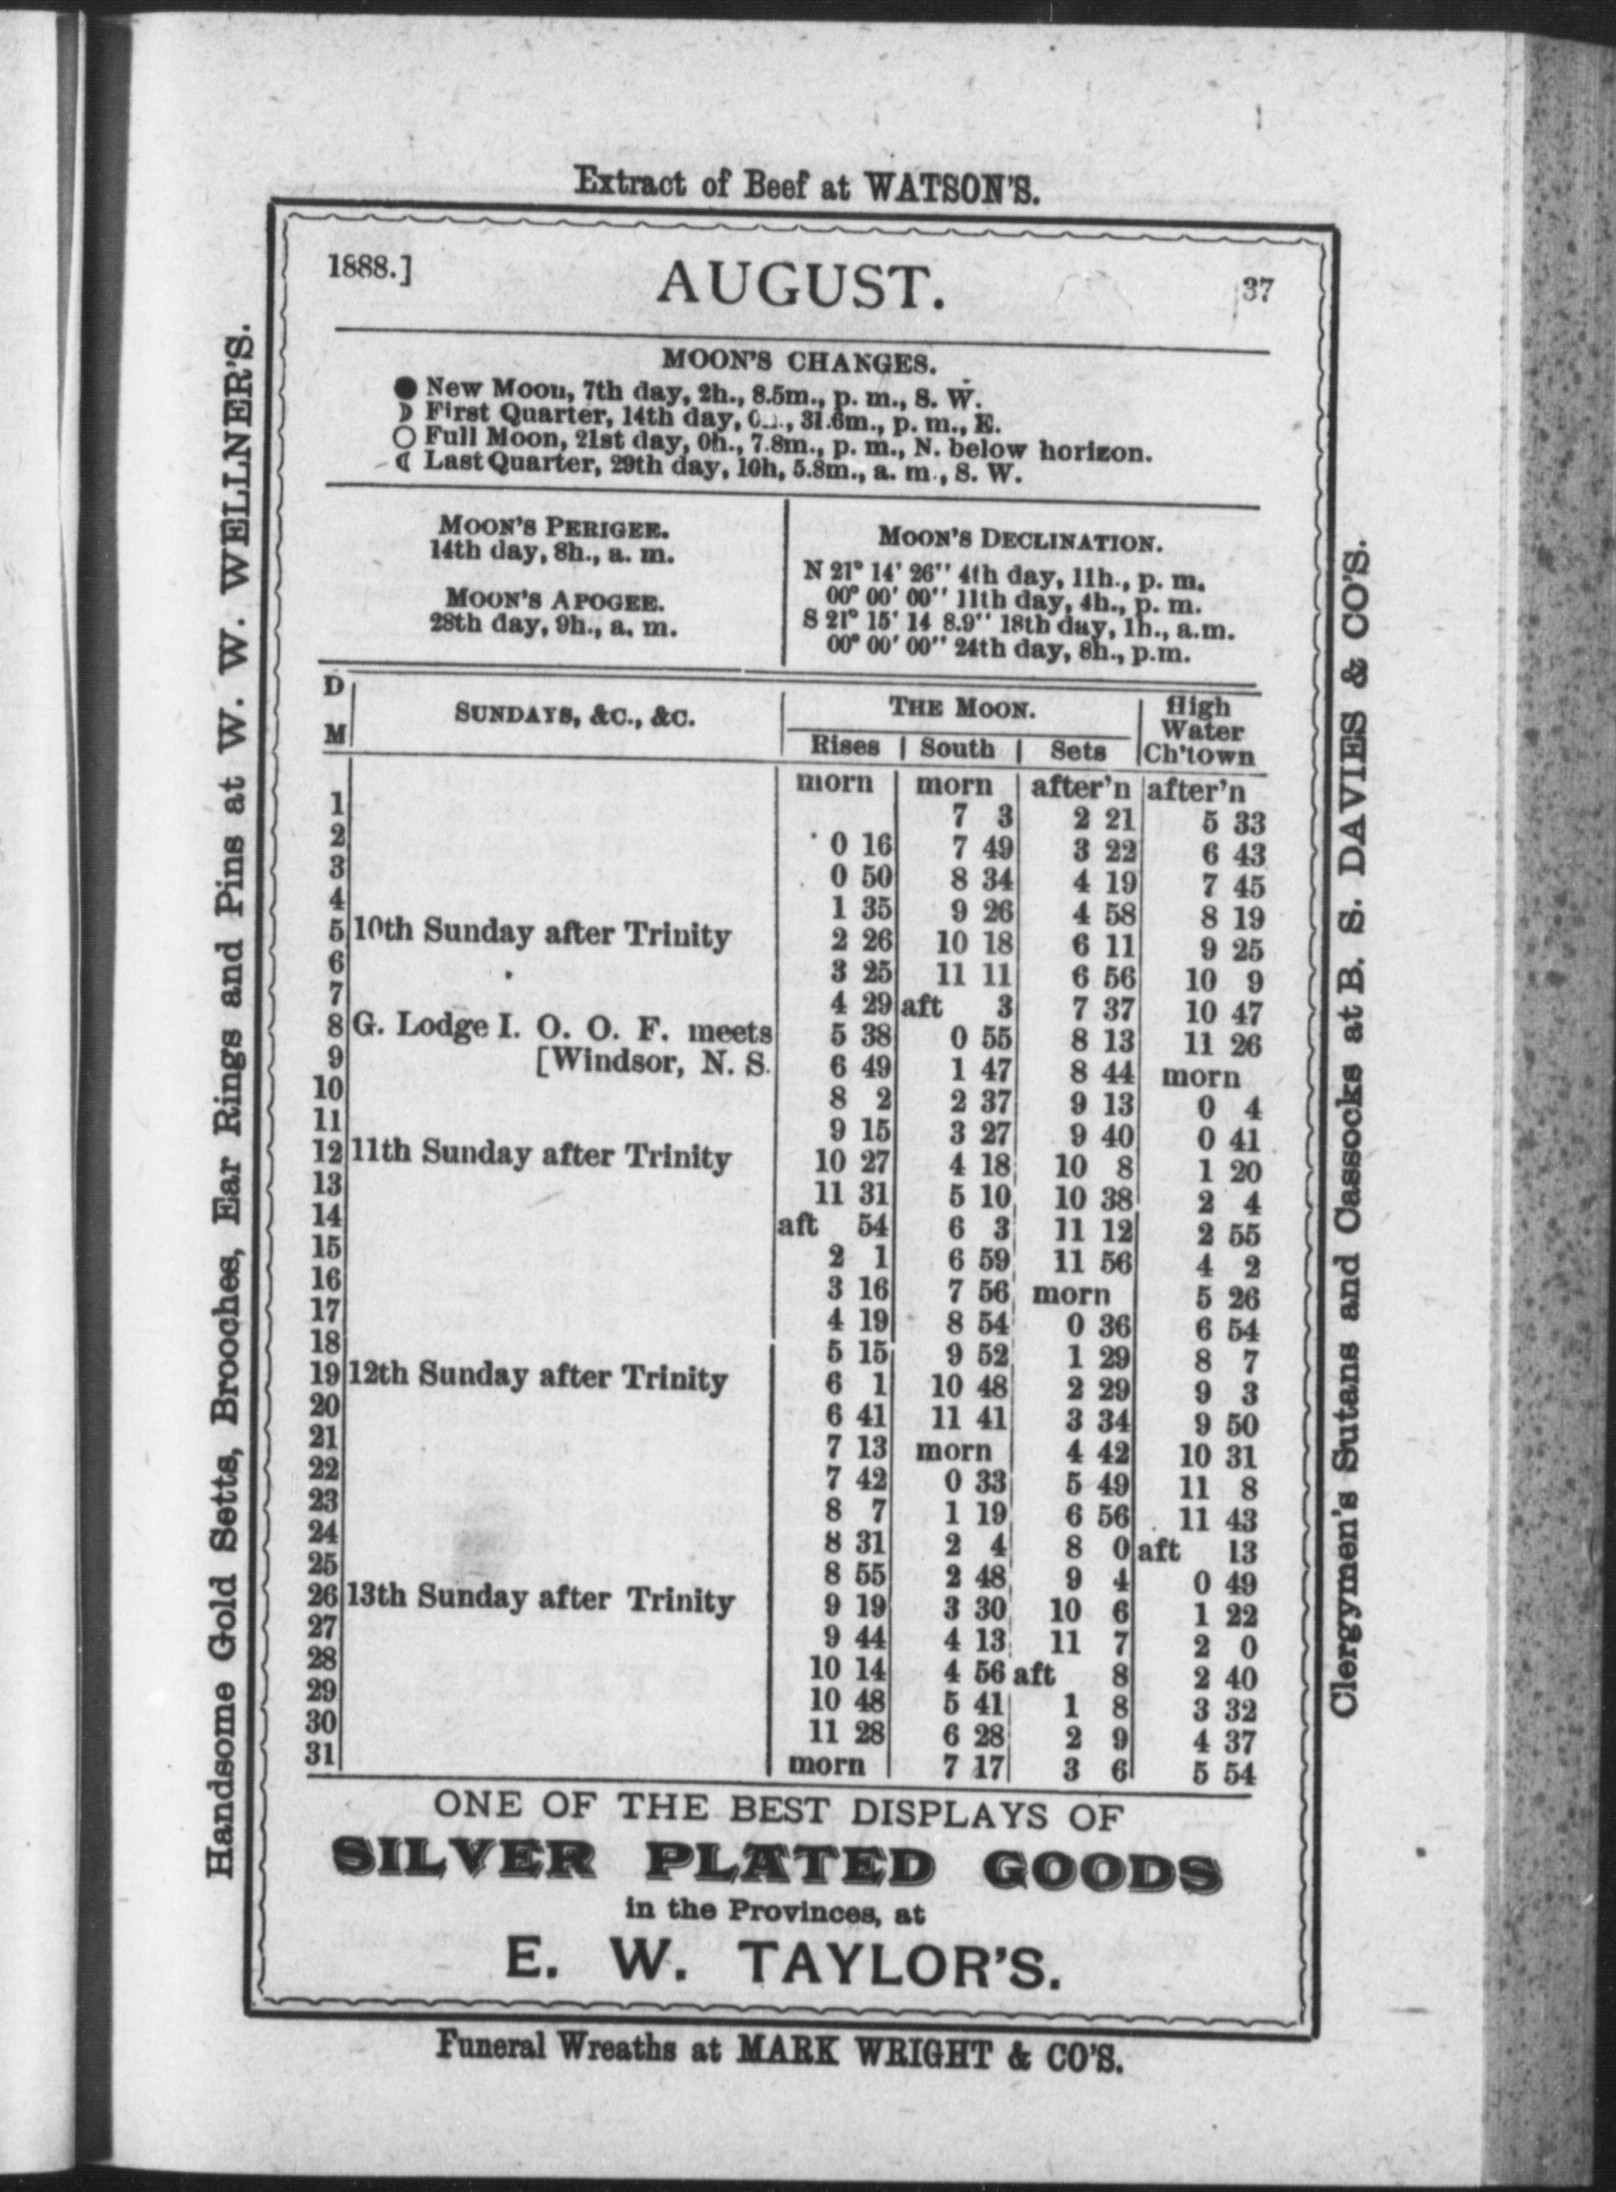 Extract of Beef at WATSON'S.
1888.] AUGUST. 37
MOON'S CHANGES.
● New Moon, 7th day, 2h., 8.5m., p. m., S. W.
☽ First Quarter, 14th day, 31.6m., p. m., E.
○ Full Moon, 21st day, 0h., 7.8m., p. m., N. below horizon.
☾ Last Quarter, 29th day, 10h, 5.8m., a. m., S. W.
MOON'S PERIGEE.
14th day, 8h., a. m.
MOON'S APOGEE.
28th day, 9h., a. m.
MOON'S DECLINATION.
N 21° 14' 26'' 4th day, 11h., p. m.
00° 00' 00'' 11th day, 4h., p. m.
S 21° 15' 14 8.9'' 18th day, 1h., a.m.
00° 00' 00'' 24th day, 8h., p.m.
D M SUNDAYS, &C., &C. THE MOON. High Water Ch'town
Rises South Sets
morn morn after'n after'n
1 7 3 2 21 5 33
2 0 16 7 49 3 22 6 43
3 0 50 8 34 4 19 7 45
4 1 35 9 26 4 58 8 19
5 10th Sunday after Trinity 2 26 10 18 6 11 9 25
6 3 25 11 11 6 56 10 9
7 4 29 aft 3 7 37 10 47
8 G. Lodge I. O. O. F. meets 5 38 0 55 8 13 11 26
9 [Windsor, N. S. 6 49 1 47 8 44 morn
10 8 2 2 37 9 13 0 4
11 9 15 3 27 9 40 0 41
12 11th Sunday after Trinity 10 27 4 18 10 8 1 20
13 11 31 5 10 10 38 2 4
14 aft 54 6 3 11 12 2 55
15 2 1 6 59 11 56 4 2
16 3 16 7 56 morn 5 26
17 4 19 8 54 0 36 6 54
18 5 15 9 52 1 29 8 7
19 12th Sunday after Trinity 6 1 10 48 2 29 9 3
20 6 41 11 41 3 34 9 50
21 7 13 morn 4 42 10 31
22 7 42 0 33 5 49 11 8
23 8 7 1 19 6 56 11 43
24 8 31 2 4 8 0 aft 13
25 8 55 2 48 9 4 0 49
26 13th Sunday after Trinity 9 19 3 30 10 6 1 22
27 9 44 4 13 11 7 2 0
28 10 14 4 56 aft 8 2 40
29 10 48 5 41 1 8 3 32
30 11 28 6 28 2 9 4 37
31 morn 7 17 3 6 5 54
ONE OF THE BEST DISPLAYS OF
SILVER PLATED GOODS
in the Provinces, at
E. W. TAYLOR'S.
Funeral Wreaths at MARK WRIGHT & CO'S.
Handsome Gold Setts, Brooches, Ear Rings and Pins at W. W. WELLNER'S.
Clergymen's Sutans and Cassocks at B. S. DAVIES & CO'S.